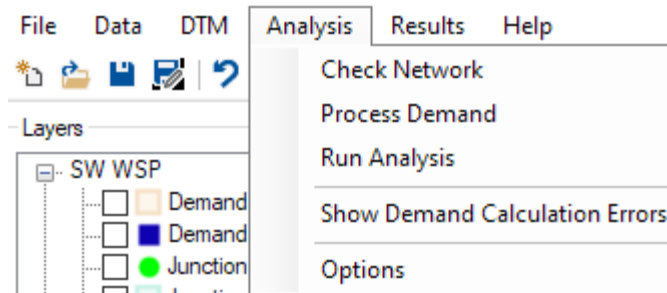 File Data DTM Analysis Results Help
Check Network
Process Demand
Run Analysis
Show Demand Calculation Errors
Options
Layers
SW WSP
Demand
Demand
Junction